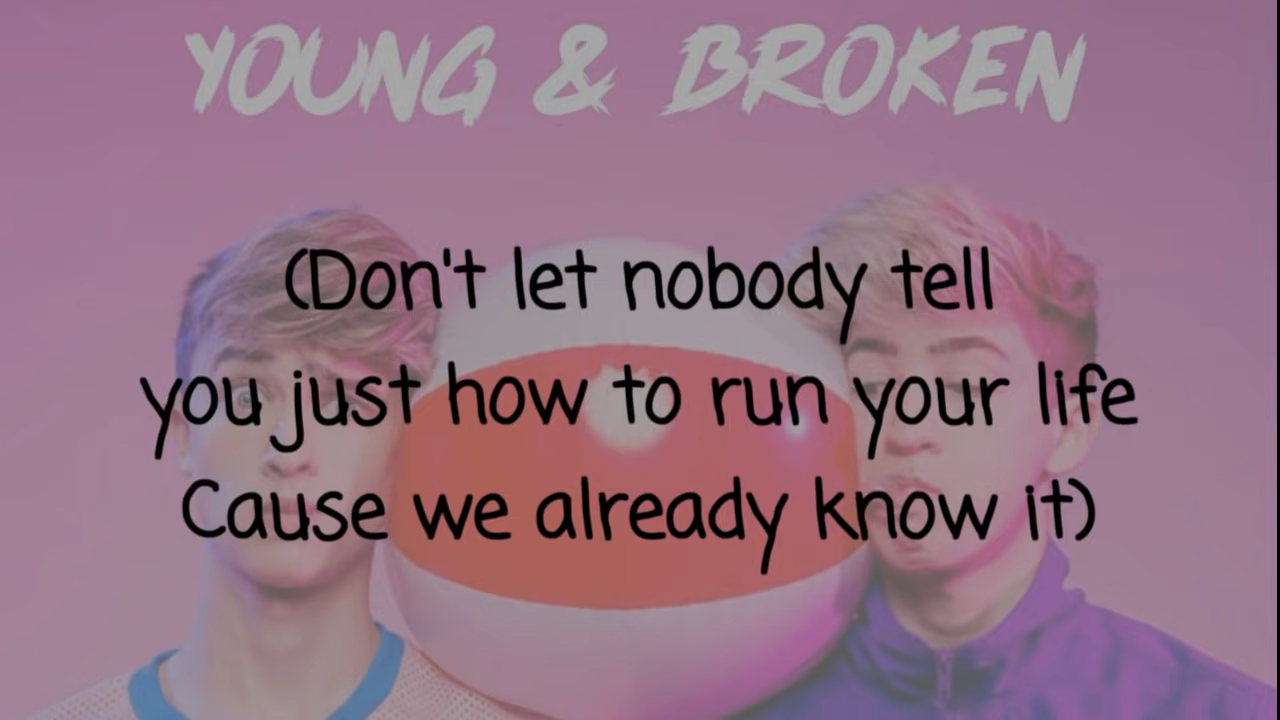 YOUNG & BROKEN
(Don't let nobody tell
you just how to run your life
Cause we already know it)